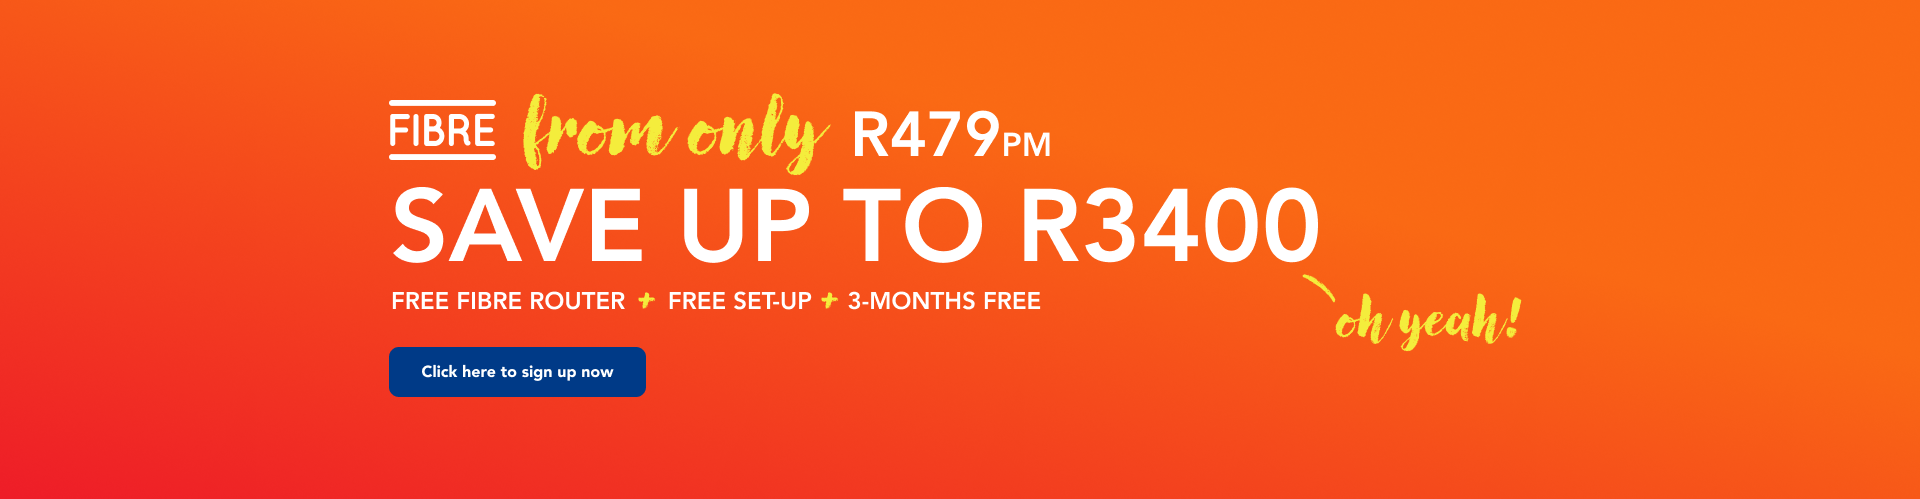 FIBRE from only R479PM
SAVE UP TO R3400
oh yeah!
FREE FIBRE ROUTER + FREE SET-UP + 3-MONTHS FREE
Click here to sign up now